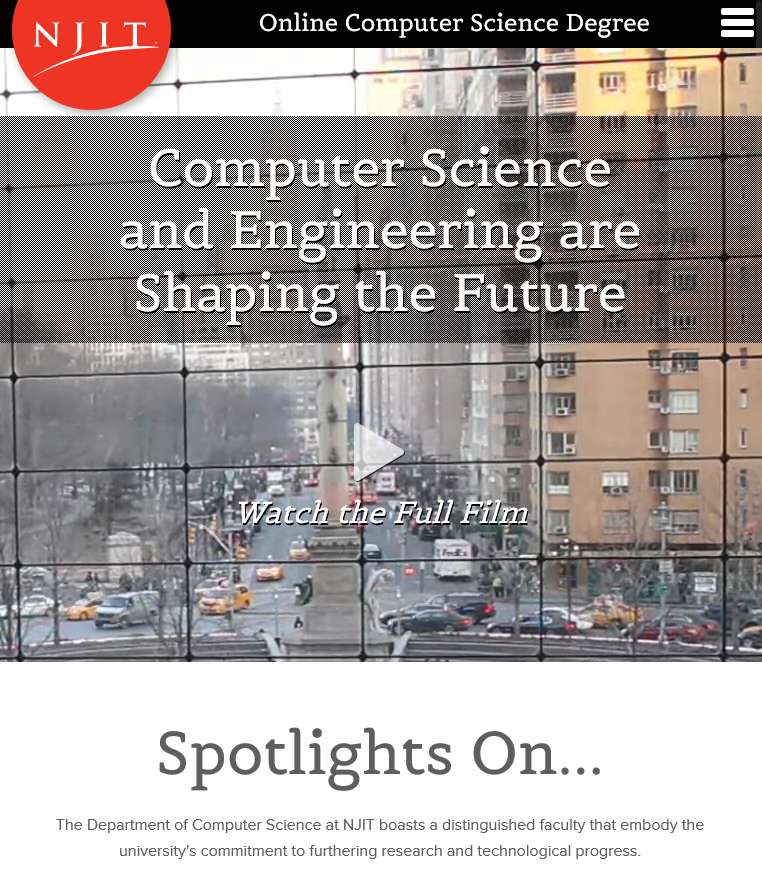 NJIT
Online Computer Science Degree
Computer Science
and Engineering are
Shaping the Future
Watch the Full Film
FedEx
Spotlights On...
The Department of Computer Science at NJIT boasts a distinguished faculty that embody the
university’s commitment to furthering research and technological progress.